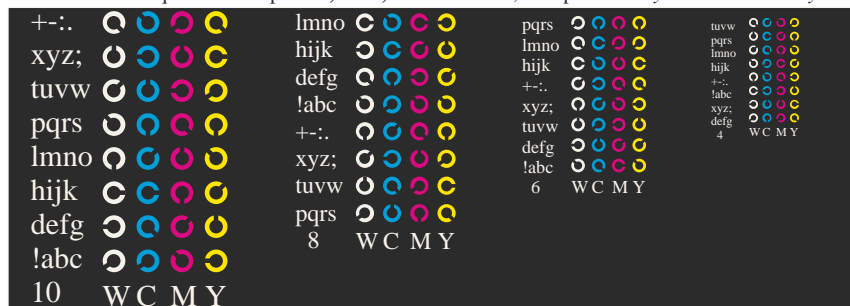 +-:.
xyz;
tuvw
pqrs
lmno
hijk
defg
!abc
10 W C M Y
lmno
hijk
defg
!abc
+-:.
xyz;
tuvw
pqrs
8 W C M Y
pqrs
lmno
hijk
+-:.
xyz;
tuvw
defg
!abc
6 W C M Y
tuvw
pqrs
lmno
hijk
+-:.
!abc
xyz;
defg
4 W C M Y